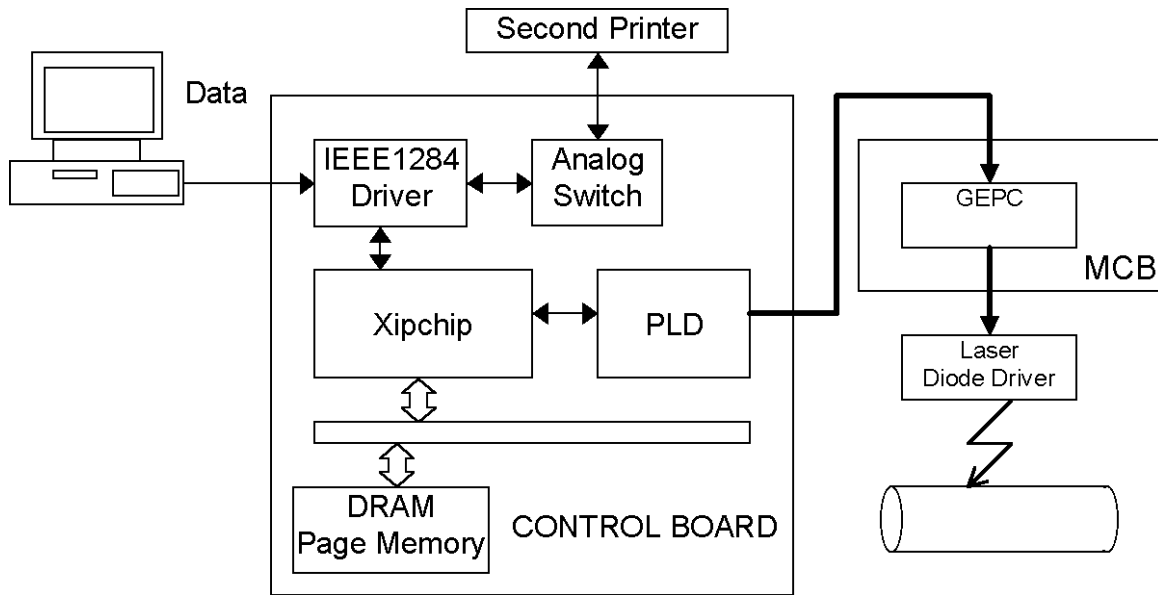 Second Printer
Data
IEEE1284
Driver
Analog
Switch
GEPC
MCB
Xipchip
PLD
Laser
Diode Driver
DRAM
Page Memory
CONTROL BOARD